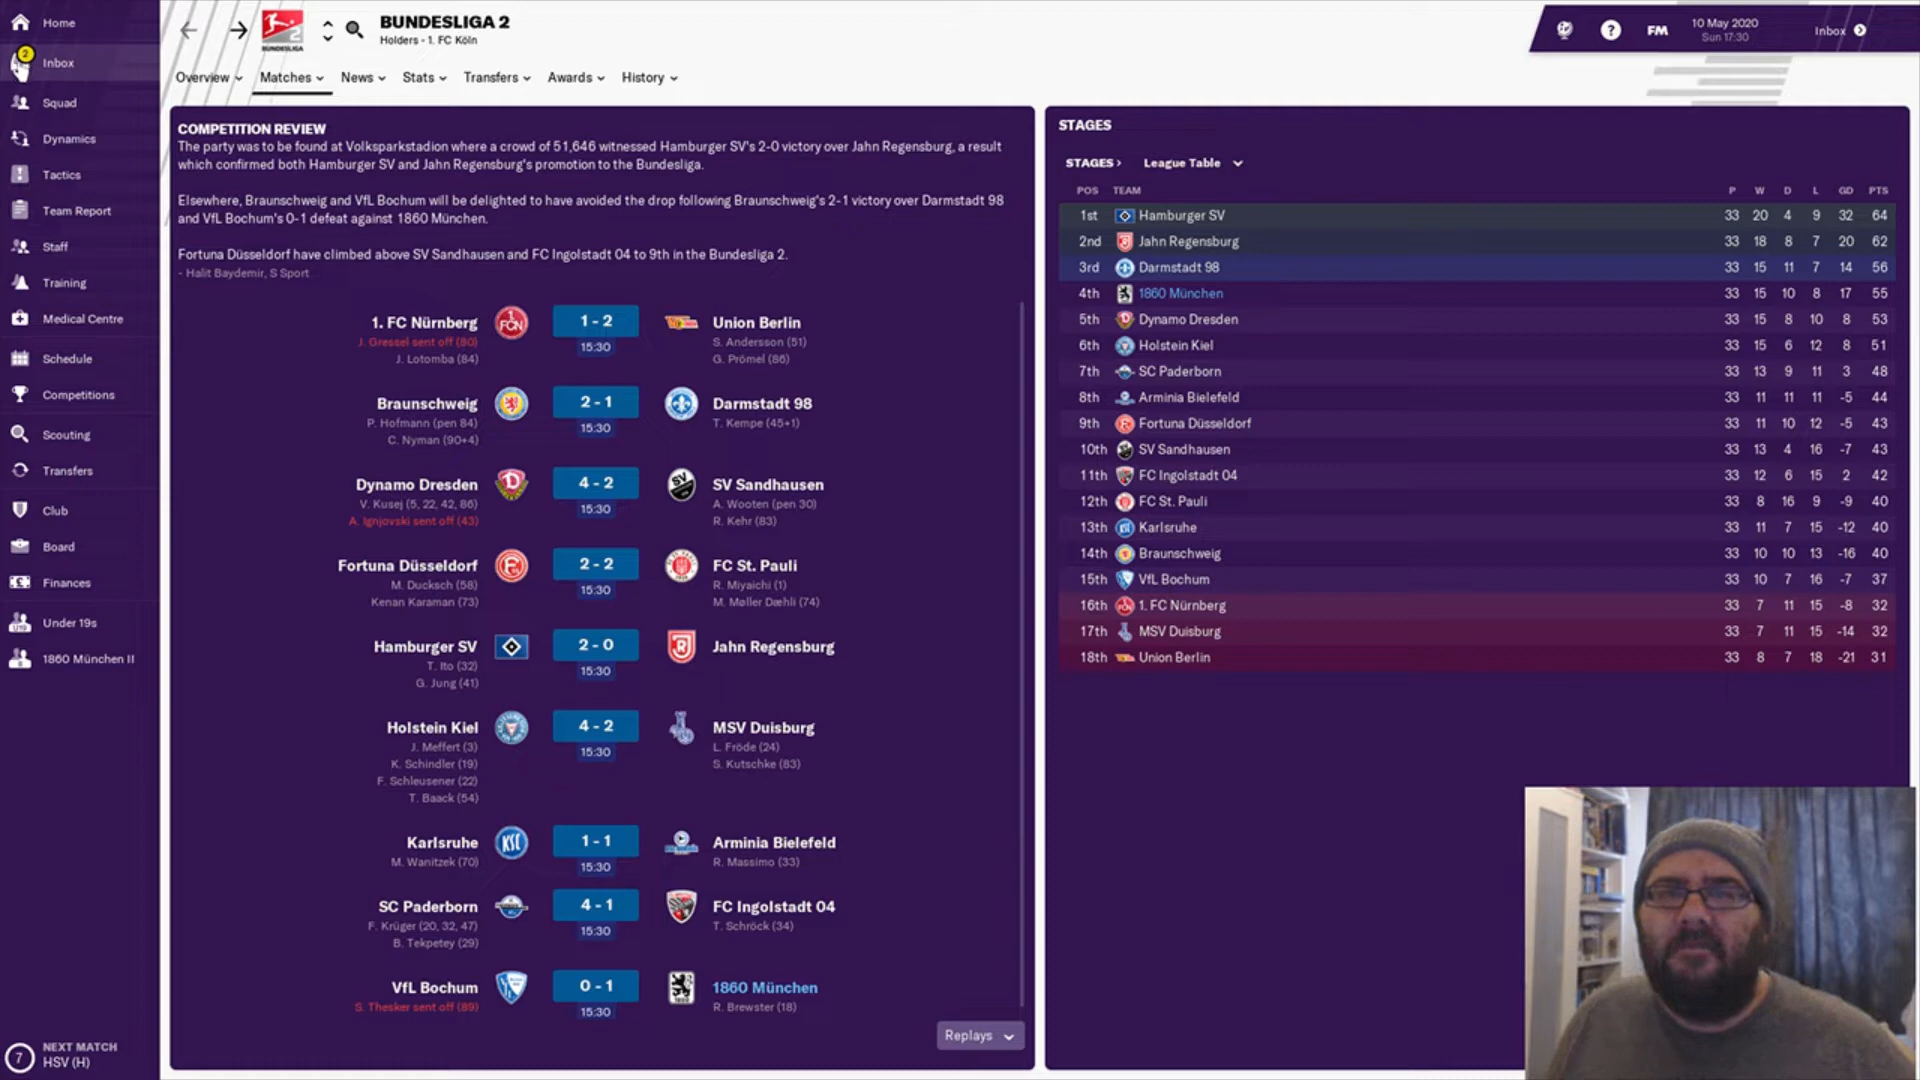 Home
2
Inbox
Squad
Dynamics
Tactics
Team Report
Staff
Training
Medical Centre
Schedule
Competitions
Scouting
Transfers
Club
Board
Finances
Under 19s
1860 München II
7 NEXT MATCH
HSV (H)
BUNDESLIGA 2
Holders - 1. FC Köln
10 May 2020
Sun 17:30
FM
Inbox
Overview Matches News Stats Transfers Awards History
COMPETITION REVIEW
The party was to be found at Volksparkstadion where a crowd of 51,646 witnessed Hamburger SV's 2-0 victory over Jahn Regensburg, a result
which confirmed both Hamburger SV and Jahn Regensburg's promotion to the Bundesliga.
Elsewhere, Braunschweig and VfL Bochum will be delighted to have avoided the drop following Braunschweig's 2-1 victory over Darmstadt 98
and VfL Bochum's 0-1 defeat against 1860 München.
Fortuna Düsseldorf have climbed above SV Sandhausen and FC Ingolstadt 04 to 9th in the Bundesliga 2.
- Halit Baydemir, S Sport
1. FC Nürnberg 1 - 2 Union Berlin
J. Gressel sent off (80) 15:30 S. Andersson (51)
J. Lotomba (84) G. Prömel (86)
Braunschweig 2 - 1 Darmstadt 98
P. Hofmann (pen 84) 15:30 T. Kempe (45+1)
C. Nyman (90+4)
Dynamo Dresden 4 - 2 SV Sandhausen
V. Kusej (5, 22, 42, 86) 15:30 A. Wooten (pen 30)
A. Ignjovski sent off (43) R. Kehr (83)
Fortuna Düsseldorf 2 - 2 FC St. Pauli
M. Ducksch (58) 15:30 R. Miyaichi (1)
Kenan Karaman (73) M. Møller Dæhli (74)
Hamburger SV 2 - 0 Jahn Regensburg
T. Ito (32) 15:30
G. Jung (41)
Holstein Kiel 4 - 2 MSV Duisburg
J. Meffert (3) 15:30 L. Fröde (24)
K. Schindler (19) S. Kutschke (83)
F. Schleusener (22)
T. Baack (54)
Karlsruhe 1 - 1 Arminia Bielefeld
M. Wanitzek (70) 15:30 R. Massimo (33)
SC Paderborn 4 - 1 FC Ingolstadt 04
F. Krüger (20, 32, 47) 15:30 T. Schröck (34)
B. Tekpetey (29)
VfL Bochum 0 - 1 1860 München
S. Thesker sent off (89) 15:30 R. Brewster (18)
Replays
STAGES
STAGES League Table
POS TEAM P W D L GD PTS
1st Hamburger SV 33 20 4 9 32 64
2nd Jahn Regensburg 33 18 8 7 20 62
3rd Darmstadt 98 33 15 11 7 14 56
4th 1860 München 33 15 10 8 17 55
5th Dynamo Dresden 33 15 8 10 8 53
6th Holstein Kiel 33 15 6 12 8 51
7th SC Paderborn 33 13 9 11 3 48
8th Arminia Bielefeld 33 11 11 11 -5 44
9th Fortuna Düsseldorf 33 11 10 12 -5 43
10th SV Sandhausen 33 13 4 16 -7 43
11th FC Ingolstadt 04 33 12 6 15 2 42
12th FC St. Pauli 33 8 16 9 -9 40
13th Karlsruhe 33 11 7 15 -12 40
14th Braunschweig 33 10 10 13 -16 40
15th VfL Bochum 33 10 7 16 -7 37
16th 1. FC Nürnberg 33 7 11 15 -8 32
17th MSV Duisburg 33 7 11 15 -14 32
18th Union Berlin 33 8 7 18 -21 31